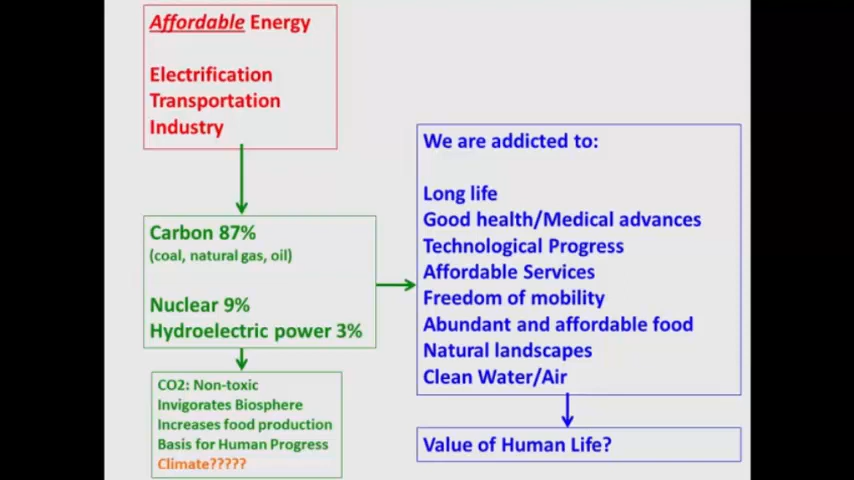 Affordable Energy
Electrification
Transportation
Industry
Carbon 87%
(coal, natural gas, oil)
Nuclear 9%
Hydroelectric power 3%
CO2: Non-toxic
Invigorates Biosphere
Increases food production
Basis for Human Progress
Climate?????
We are addicted to:
Long life
Good health/Medical advances
Technological Progress
Affordable Services
Freedom of mobility
Abundant and affordable food
Natural landscapes
Clean Water/Air
Value of Human Life?